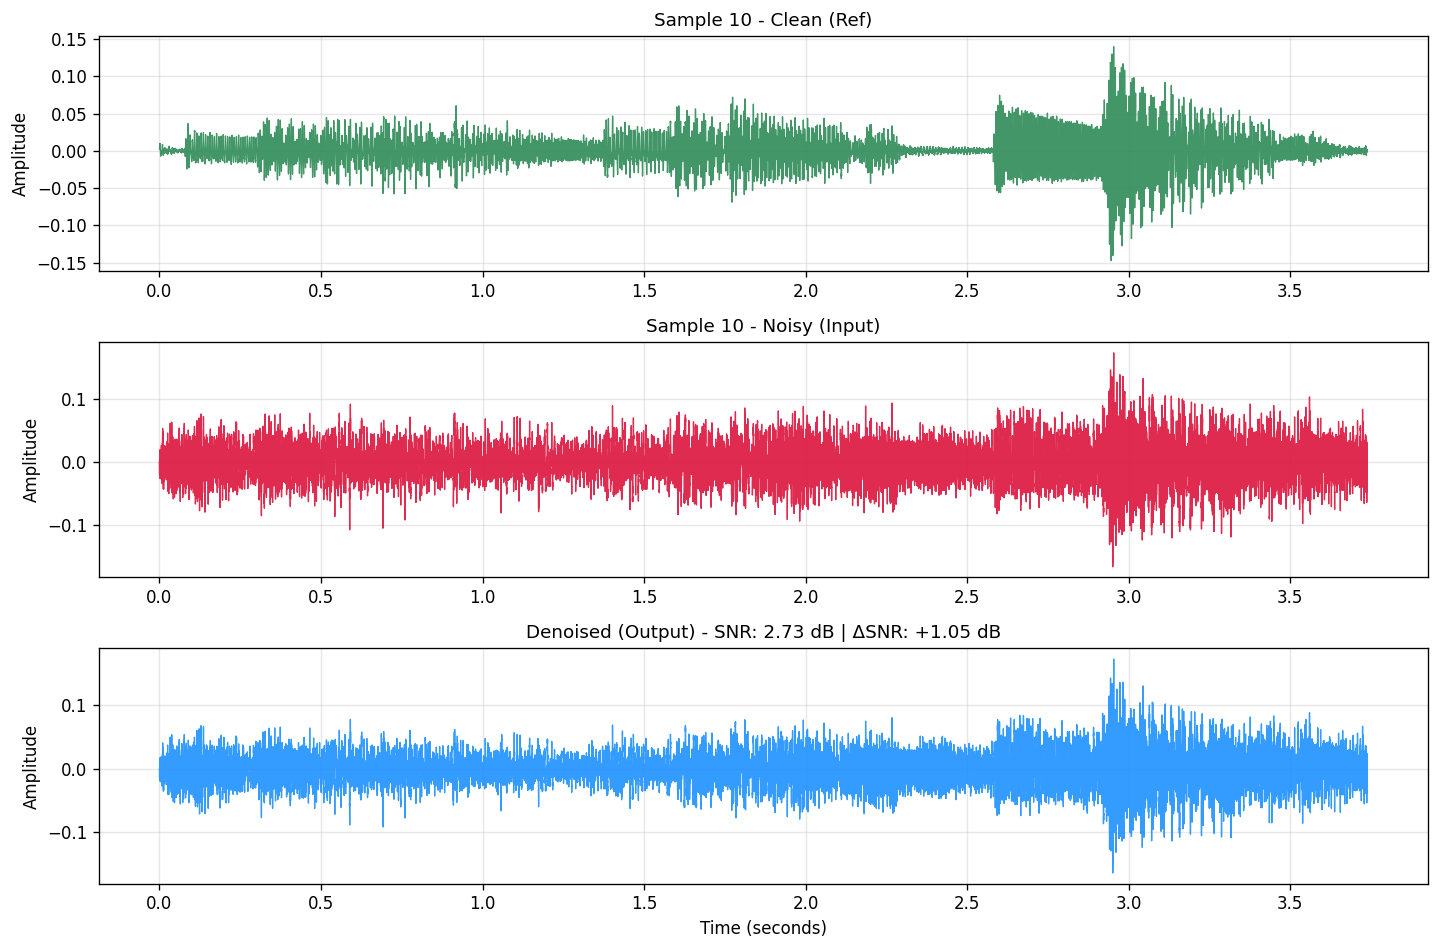 Sample 10 - Clean (Ref)
0.15
0.10
0.05
0.00
−0.05
−0.10
−0.15
Amplitude
0.0 0.5 1.0 1.5 2.0 2.5 3.0 3.5
Sample 10 - Noisy (Input)
0.1
0.0
−0.1
Amplitude
0.0 0.5 1.0 1.5 2.0 2.5 3.0 3.5
Denoised (Output) - SNR: 2.73 dB | ΔSNR: +1.05 dB
0.1
0.0
−0.1
Amplitude
0.0 0.5 1.0 1.5 2.0 2.5 3.0 3.5
Time (seconds)